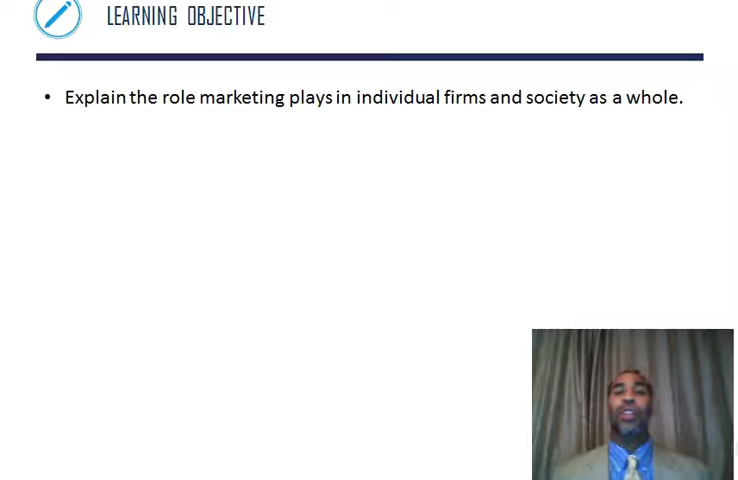 LEARNING OBJECTIVE
• Explain the role marketing plays in individual firms and society as a whole.